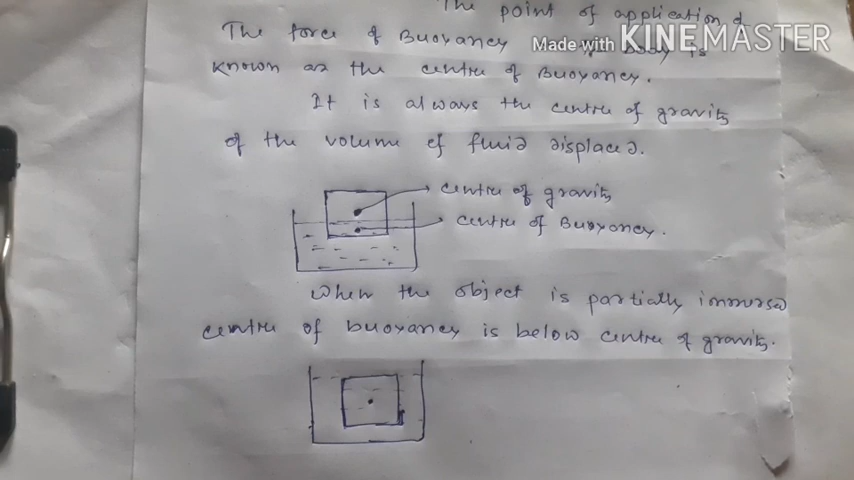 The point of application of
The force of Buoyancy
Made with KINEMASTER
body is
known as the centre of Buoyancy.
It is always the centre of gravity
of the volume of fluid displaced.
centre of gravity
centre of Buoyancy.
when the object is partially immersed
centre of buoyancy is below centre of gravity.